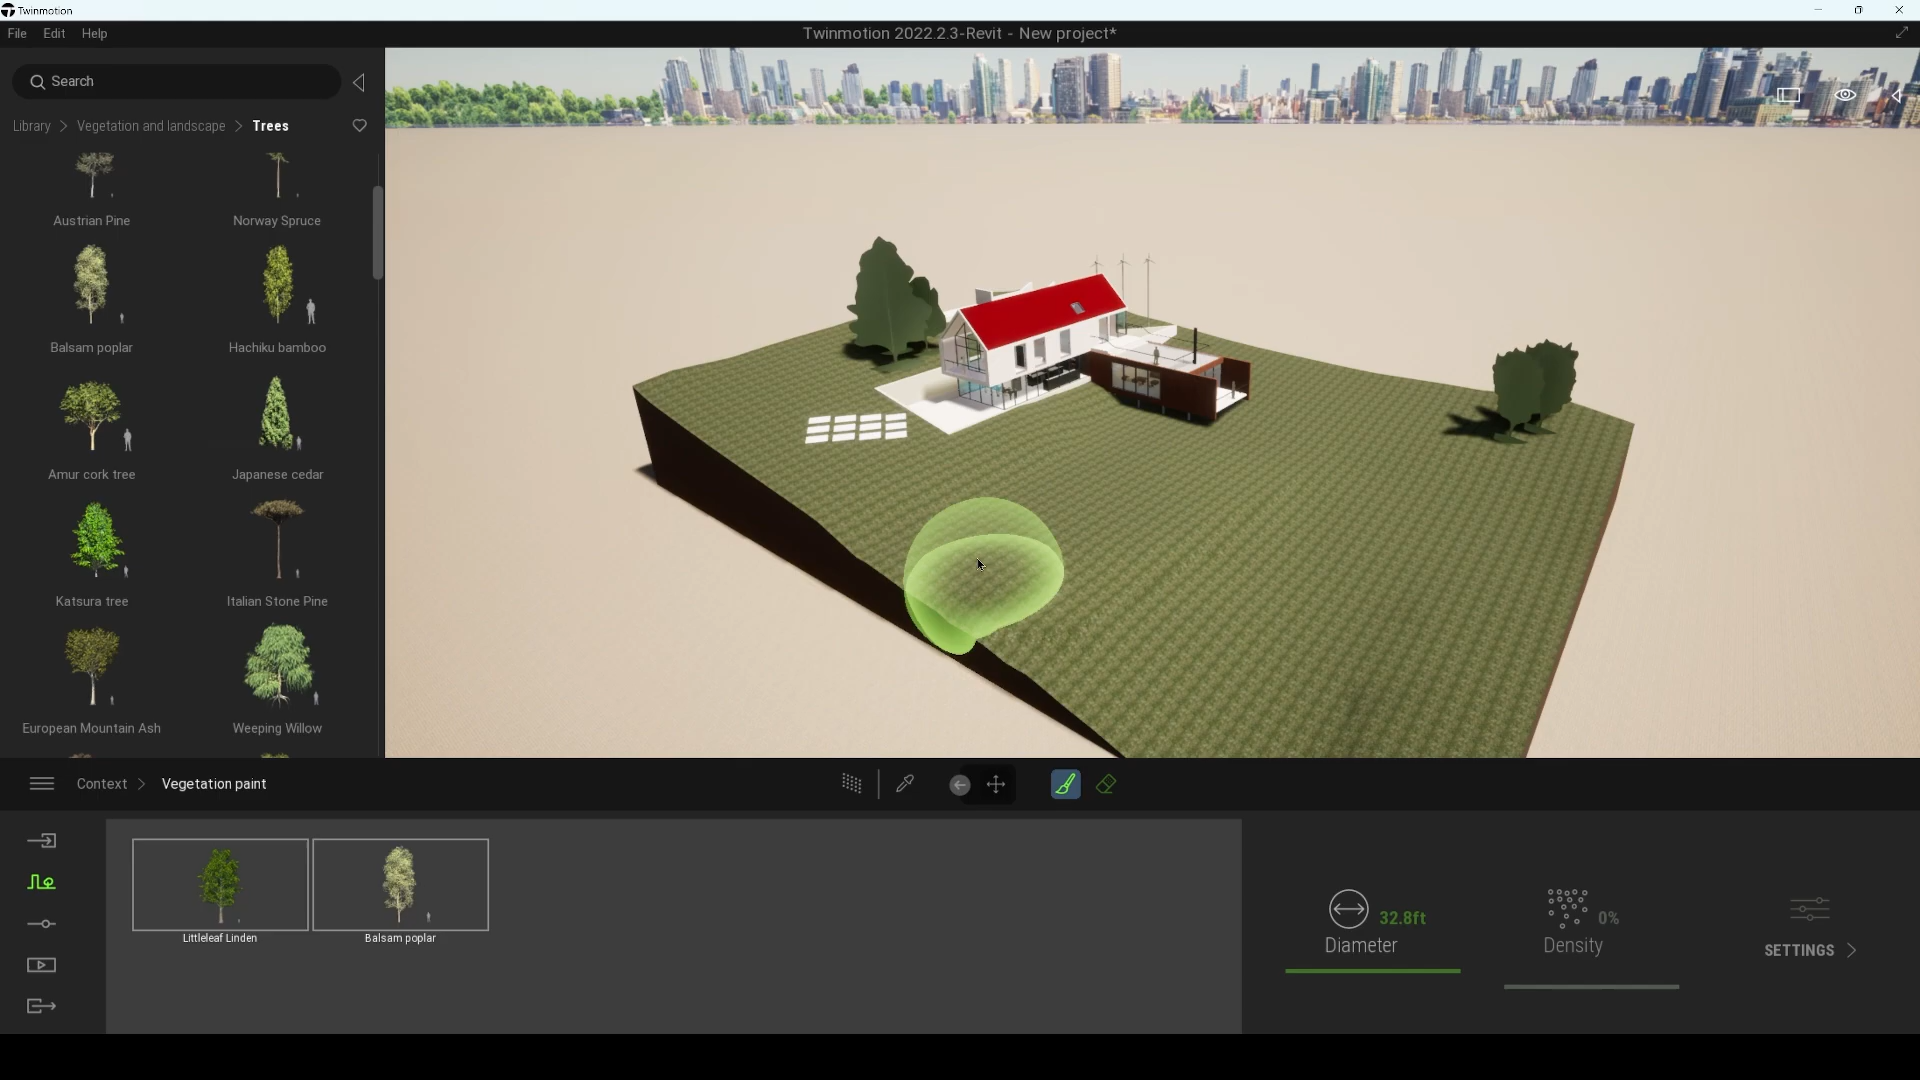 Twinmotion
File Edit Help
Twinmotion 2022.2.3-Revit - New project*
Search
Library > Vegetation and landscape > Trees
Austrian Pine
Norway Spruce
Balsam poplar
Hachiku bamboo
Amur cork tree
Japanese cedar
Katsura tree
Italian Stone Pine
European Mountain Ash
Weeping Willow
Context > Vegetation paint
Littleleaf Linden
Balsam poplar
32.8ft
Diameter
0%
Density
SETTINGS >